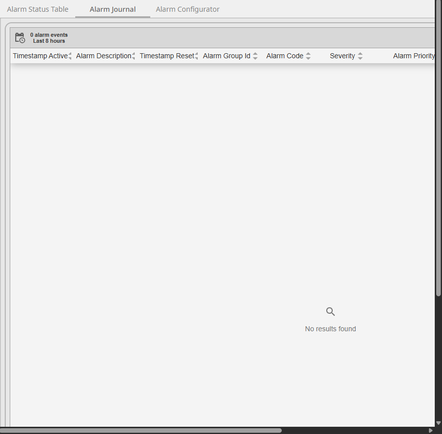 Alarm Status Table Alarm Journal Alarm Configurator
0 alarm events
Last 8 hours
Timestamp Active Alarm Description Timestamp Reset Alarm Group Id Alarm Code Severity Alarm Priority
No results found